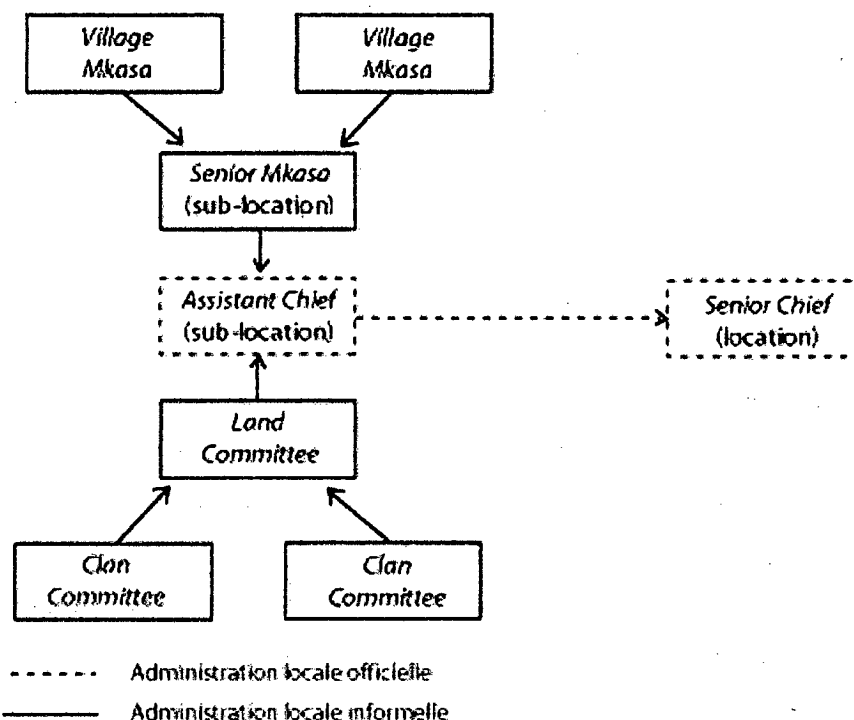 Village
Mkasa
Village
Mkasa
Senior Mkasa
(sub-location)
Assistant Chief
(sub-location)
Senior Chief
(location)
Land
Committee
Clan
Committee
Clan
Committee
Administration locale officielle
Administration locale informelle